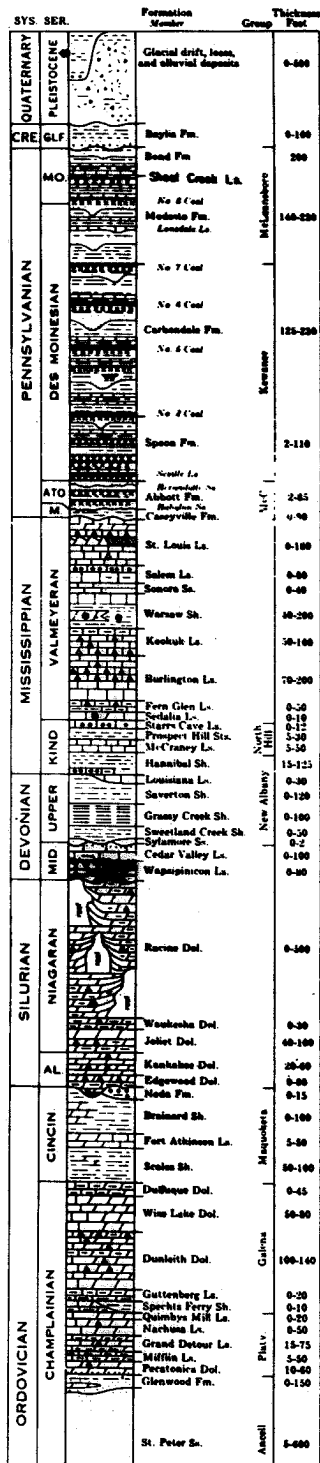 SYS. SER. Formation Member Group Thickness Feet
QUATERNARY PLEISTOCENE Glacial drift, loess, and alluvial deposits 0-500
CRE. GLF. Baylis Fm. 0-100
PENNSYLVANIAN MO. Bond Fm McLeansboro 200
Shoal Creek Ls.
No 8 Coal
DES MOINESIAN Modesto Fm. 140-220
Lonsdale Ls.
No 7 Coal
No 6 Coal
Carbondale Fm. Kewanee 125-220
No. 5 Coal
No. 2 Coal
Spoon Fm. 2-110
Seville Ls
ATO Bernadotte Ss
Abbott Fm. McC 2-85
Babylon Ss
M. Caseyville Fm.
MISSISSIPPIAN VALMEYERAN St. Louis Ls. 0-100
Salem Ls. 0-80
Sonora Ss. 0-40
Warsaw Sh. 40-200
Keokuk Ls. 50-100
Burlington Ls. 70-200
Fern Glen Ls. 0-50
Sedalia Ls. 0-10
KIND Starrs Cave Ls. North Hill 0-12
Prospect Hill Sts. 5-30
McCraney Ls. 5-50
Hannibal Sh. 15-125
Louisiana Ls. New Albany 0-30
DEVONIAN UPPER Saverton Sh. 0-120
Grassy Creek Sh. 0-100
Sweetland Creek Sh. 0-50
Sylamore Ss. 0-2
MID Cedar Valley Ls. 0-100
Wapsipinicon Ls. 0-80
SILURIAN NIAGARAN Racine Dol. 0-300
Waukesha Dol. 0-30
Joliet Dol. 40-100
AL. Kankakee Dol. 20-60
Edgewood Dol.
ORDOVICIAN CINCIN. Neda Fm. Maquoketa 0-15
Brainard Sh. 0-100
Fort Atkinson Ls. 5-50
Scales Sh. 50-100
CHAMPLAINIAN Dubuque Dol. Galena 0-45
Wise Lake Dol. 50-80
Dunleith Dol. 100-140
Guttenberg Ls. 0-20
Spechts Ferry Sh. 0-10
Quimbys Mill Ls. Platv. 0-20
Nachusa Ls. 0-50
Grand Detour Ls. 15-75
Mifflin Ls. 5-50
Pecatonica Dol. 10-60
Glenwood Fm. Ancell 0-150
St. Peter Ss. 5-600